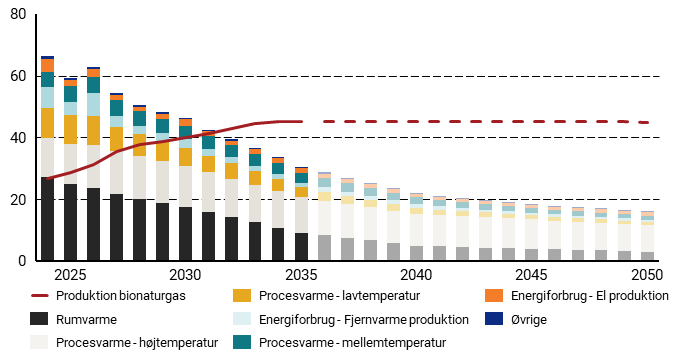 80
60
40
20
0
2025 2030 2035 2040 2045 2050
Produktion bionaturgas Procesvarme - lavtemperatur Energiforbrug - El produktion
Rumvarme Energiforbrug - Fjernvarme produktion Øvrige
Procesvarme - højtemperatur Procesvarme - mellemtemperatur